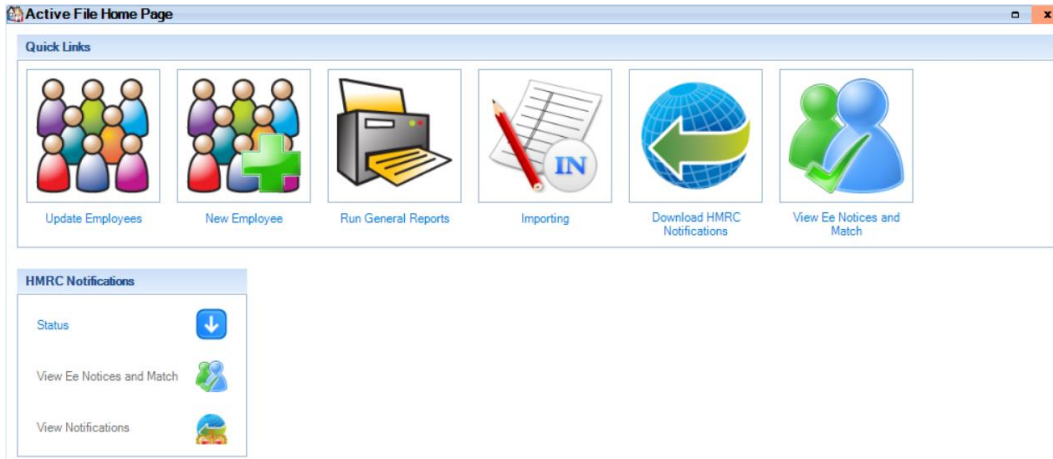 Active File Home Page
Quick Links
Update Employees
New Employee
Run General Reports
IN
Importing
Download HMRC
Notifications
View Ee Notices and
Match
HMRC Notifications
Status
View Ee Notices and Match
View Notifications